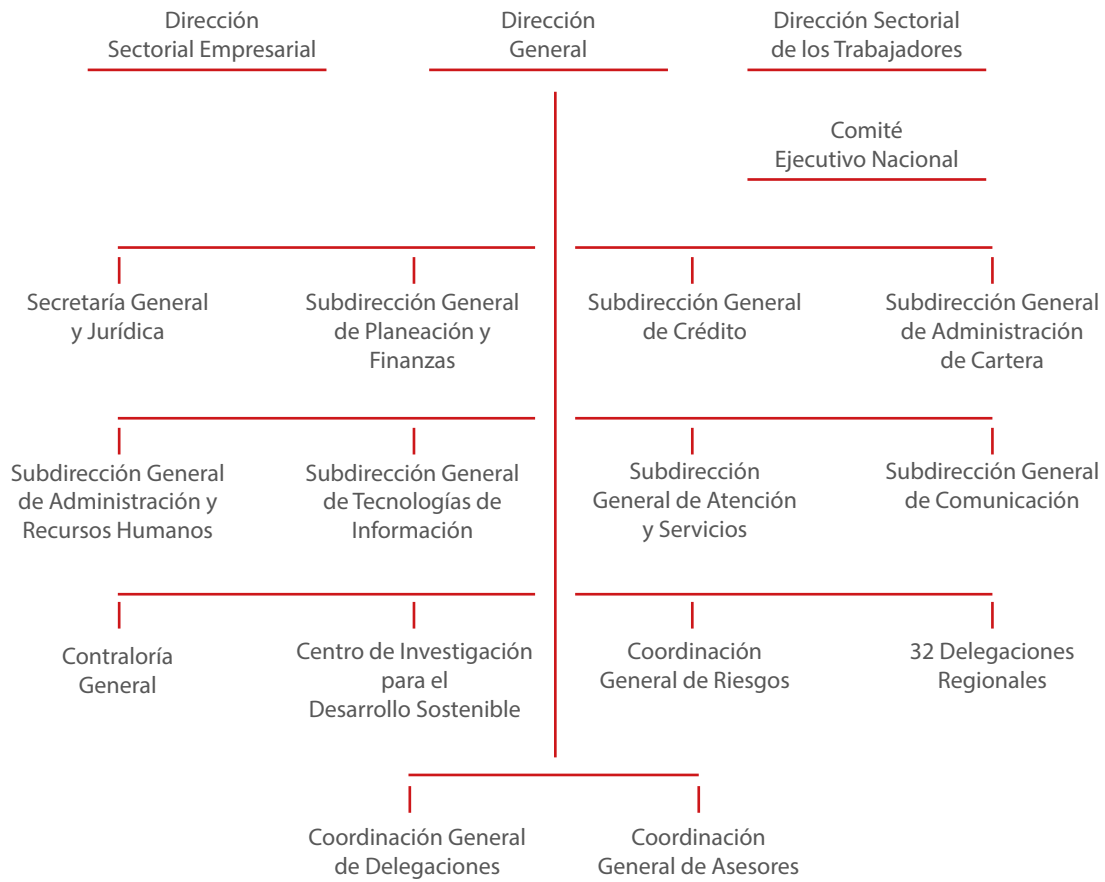 Dirección
Sectorial Empresarial
Dirección
General
Dirección Sectorial
de los Trabajadores
Comité
Ejecutivo Nacional
Secretaría General
y Jurídica
Subdirección General
de Planeación y
Finanzas
Subdirección General
de Crédito
Subdirección General
de Administración
de Cartera
Subdirección General
de Administración y
Recursos Humanos
Subdirección General
de Tecnologías de
Información
Subdirección
General de Atención
y Servicios
Subdirección General
de Comunicación
Contraloría
General
Centro de Investigación
para el
Desarrollo Sostenible
Coordinación
General de Riesgos
32 Delegaciones
Regionales
Coordinación General
de Delegaciones
Coordinación
General de Asesores